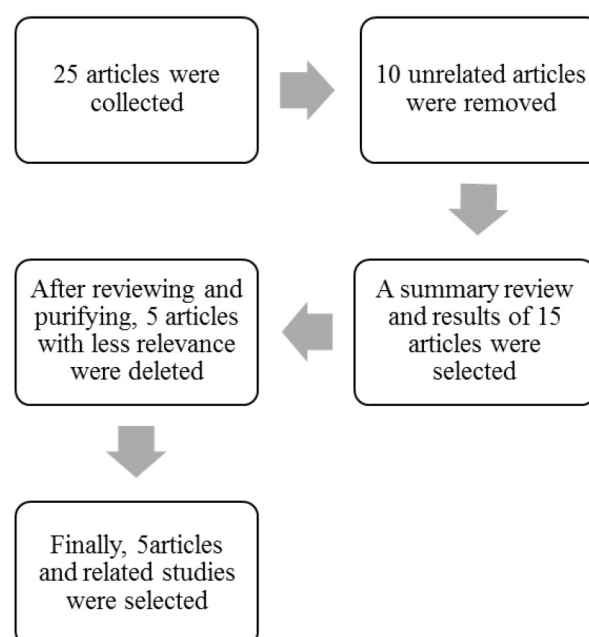 25 articles were
collected
10 unrelated articles
were removed
A summary review
and results of 15
articles were
selected
After reviewing and
purifying, 5 articles
with less relevance
were deleted
Finally, 5articles
and related studies
were selected